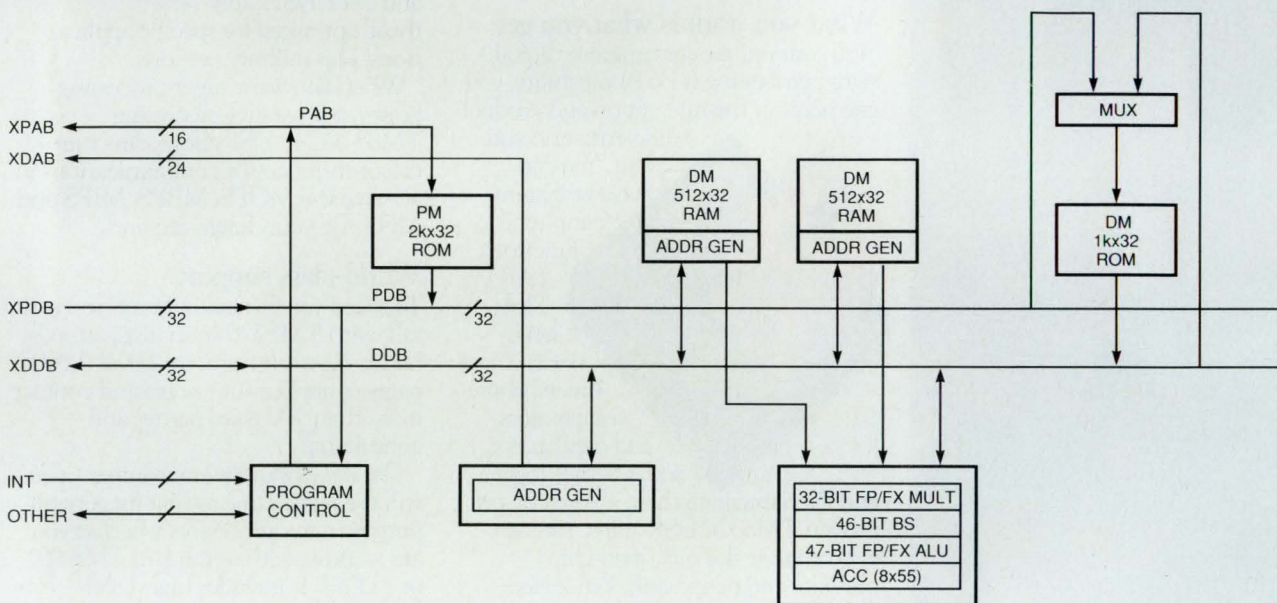 MUX
PAB
XPAB
16
XDAB
24
DM
512x32
RAM
ADDR GEN
DM
512x32
RAM
ADDR GEN
PM
2kx32
ROM
DM
1kx32
ROM
XPDB
32
PDB
32
XDDB
32
DDB
32
INT
OTHER
PROGRAM
CONTROL
ADDR GEN
32-BIT FP/FX MULT
46-BIT BS
47-BIT FP/FX ALU
ACC (8x55)